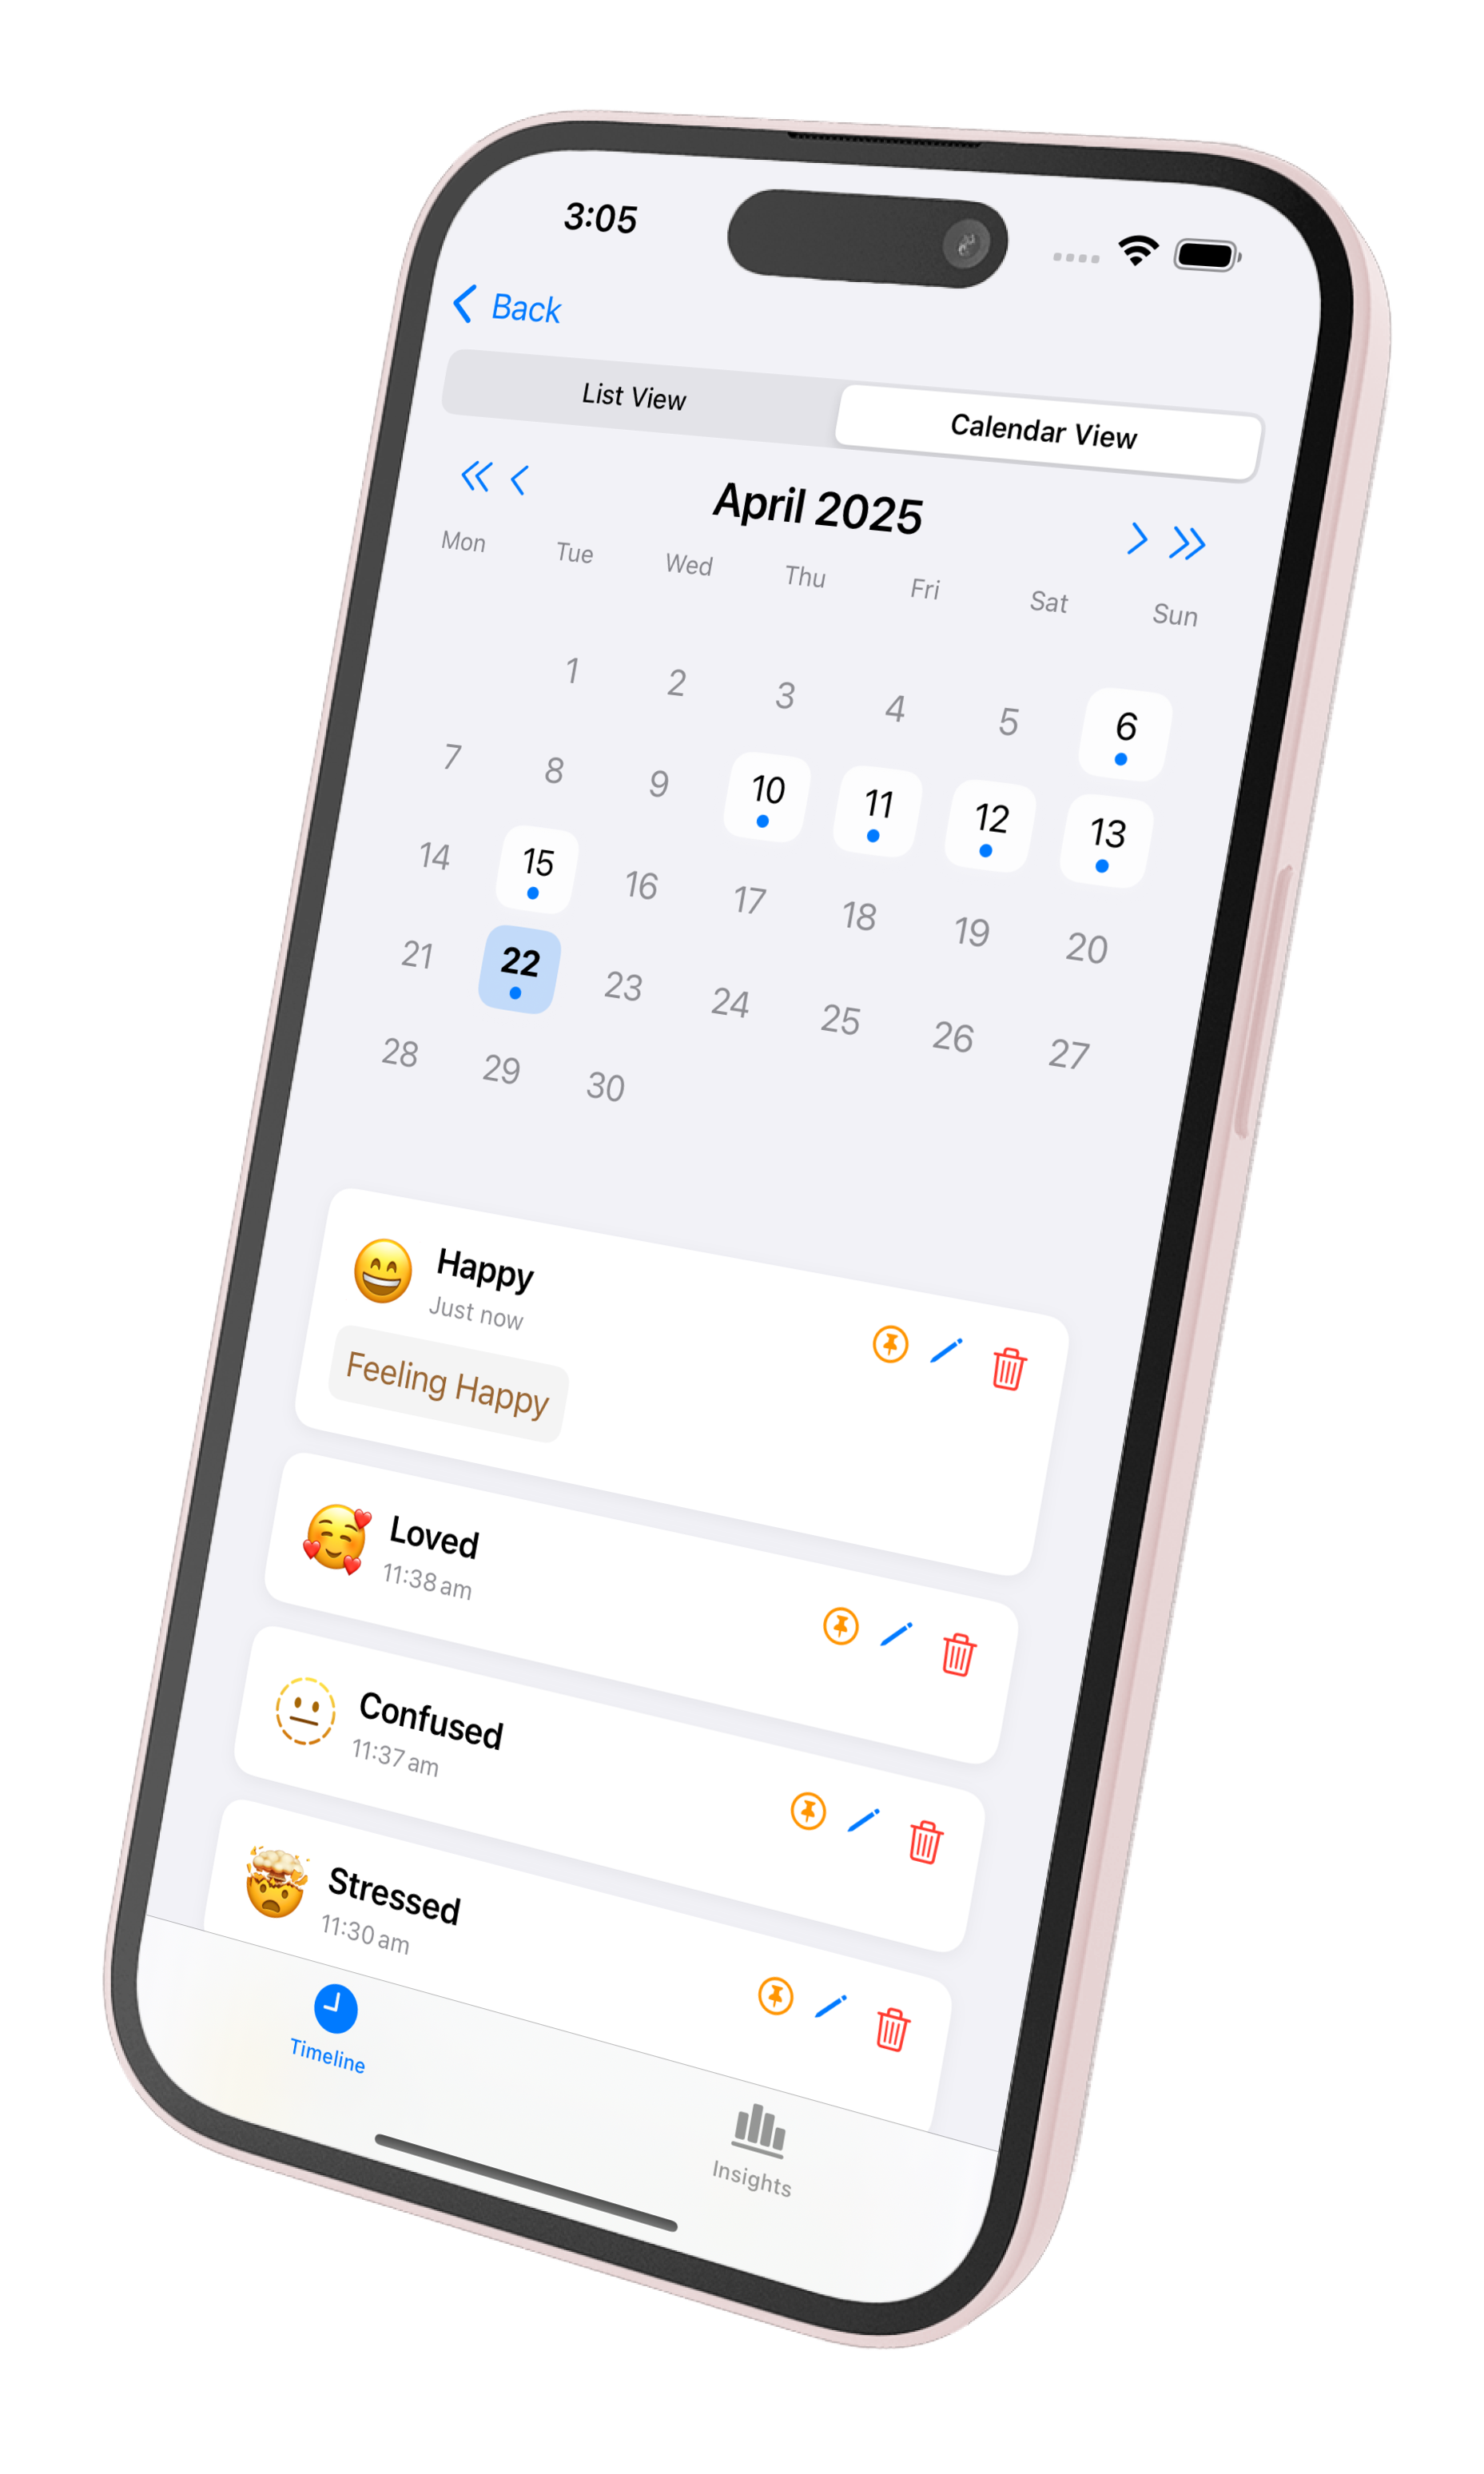 3:05
Back
List View Calendar View
April 2025
Mon Tue Wed Thu Fri Sat Sun
1 2 3 4 5 6
7 8 9 10 11 12 13
14 15 16 17 18 19 20
21 22 23 24 25 26 27
28 29 30
Happy
Just now
Feeling Happy
Loved
11:38 am
Confused
11:37 am
Stressed
11:30 am
Timeline
Insights